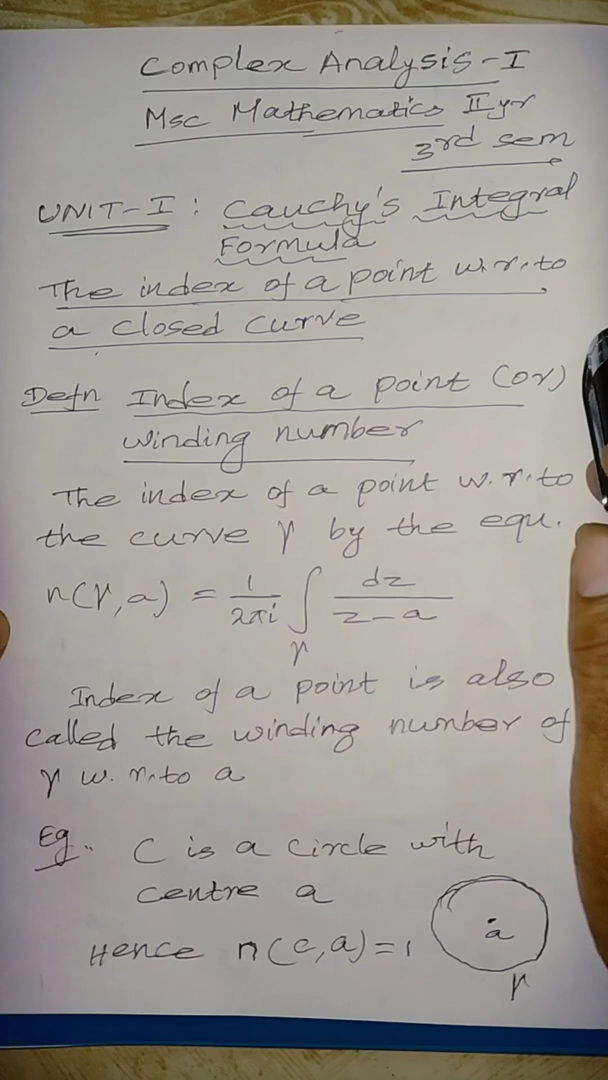 Complex Analysis-I
Msc Mathematics II yr
3rd sem
UNIT-I : Cauchy's Integral
Formula
The index of a point w.r.to
a closed curve
Defn Index of a point (or)
winding number
The index of a point w.r.to
the curve γ by the equ.
n(γ,a) = 1/2πi ∫γ dz/z-a
Index of a point is also
called the winding number of
γ w.r.to a
Eg. C is a circle with
centre a
Hence n(c,a)=1
a
γ